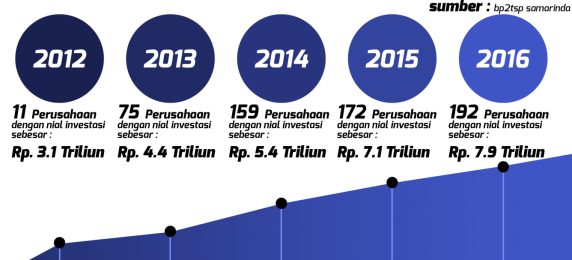 sumber : bp2tsp samarinda
2012
2013
2014
2015
2016
11 Perusahaan
dengan nial investasi
sebesar :
Rp. 3.1 Triliun
75 Perusahaan
dengan nial investasi
sebesar :
Rp. 4.4 Triliun
159 Perusahaan
dengan nial investasi
sebesar :
Rp. 5.4 Triliun
172 Perusahaan
dengan nial investasi
sebesar :
Rp. 7.1 Triliun
192 Perusahaan
dengan nial investasi
sebesar :
Rp. 7.9 Triliun